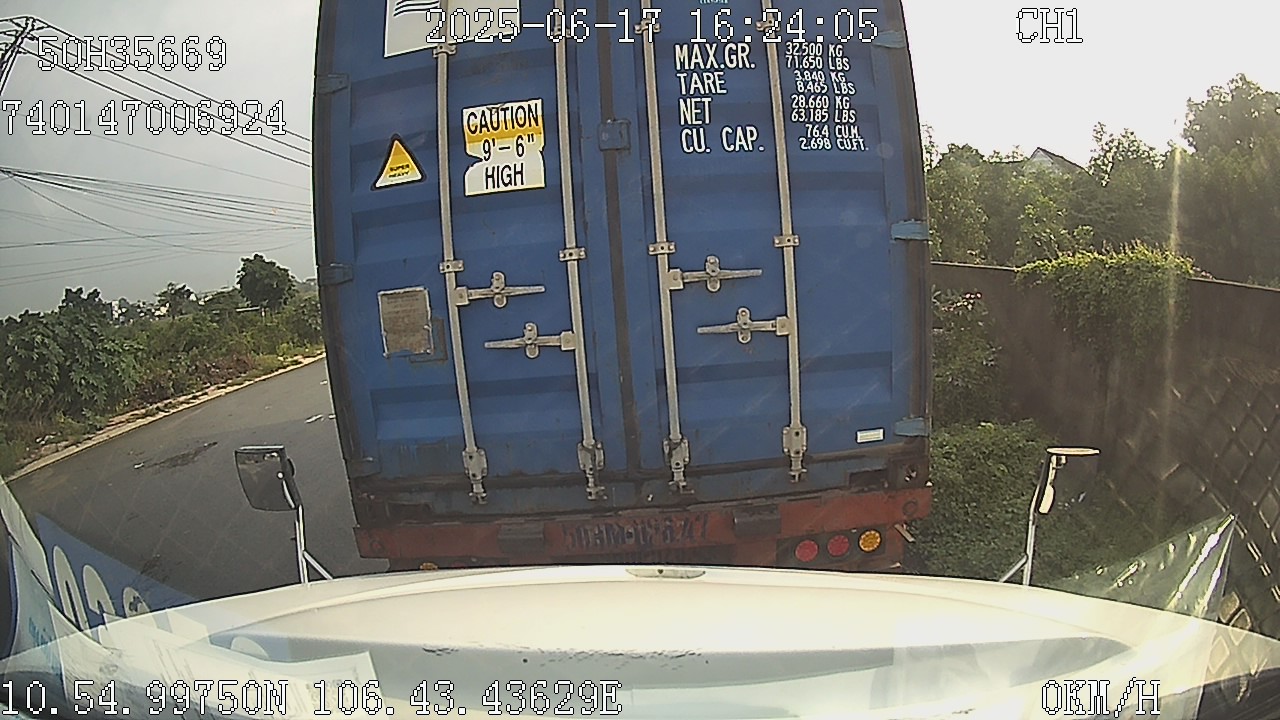 2025-06-17 16:24:05
CH1
50H35669
740147006924
MAX.GR. 32.500 KG
71.650 LBS
TARE 3.840 KG
8.465 LBS
NET 28.660 KG
63.185 LBS
CU. CAP. 76.4 CU.M.
2.698 CU.FT.
CAUTION
9'-6"
HIGH
SUPER
HEAVY
10.54.99750N 106.43.43629E
0KM/H